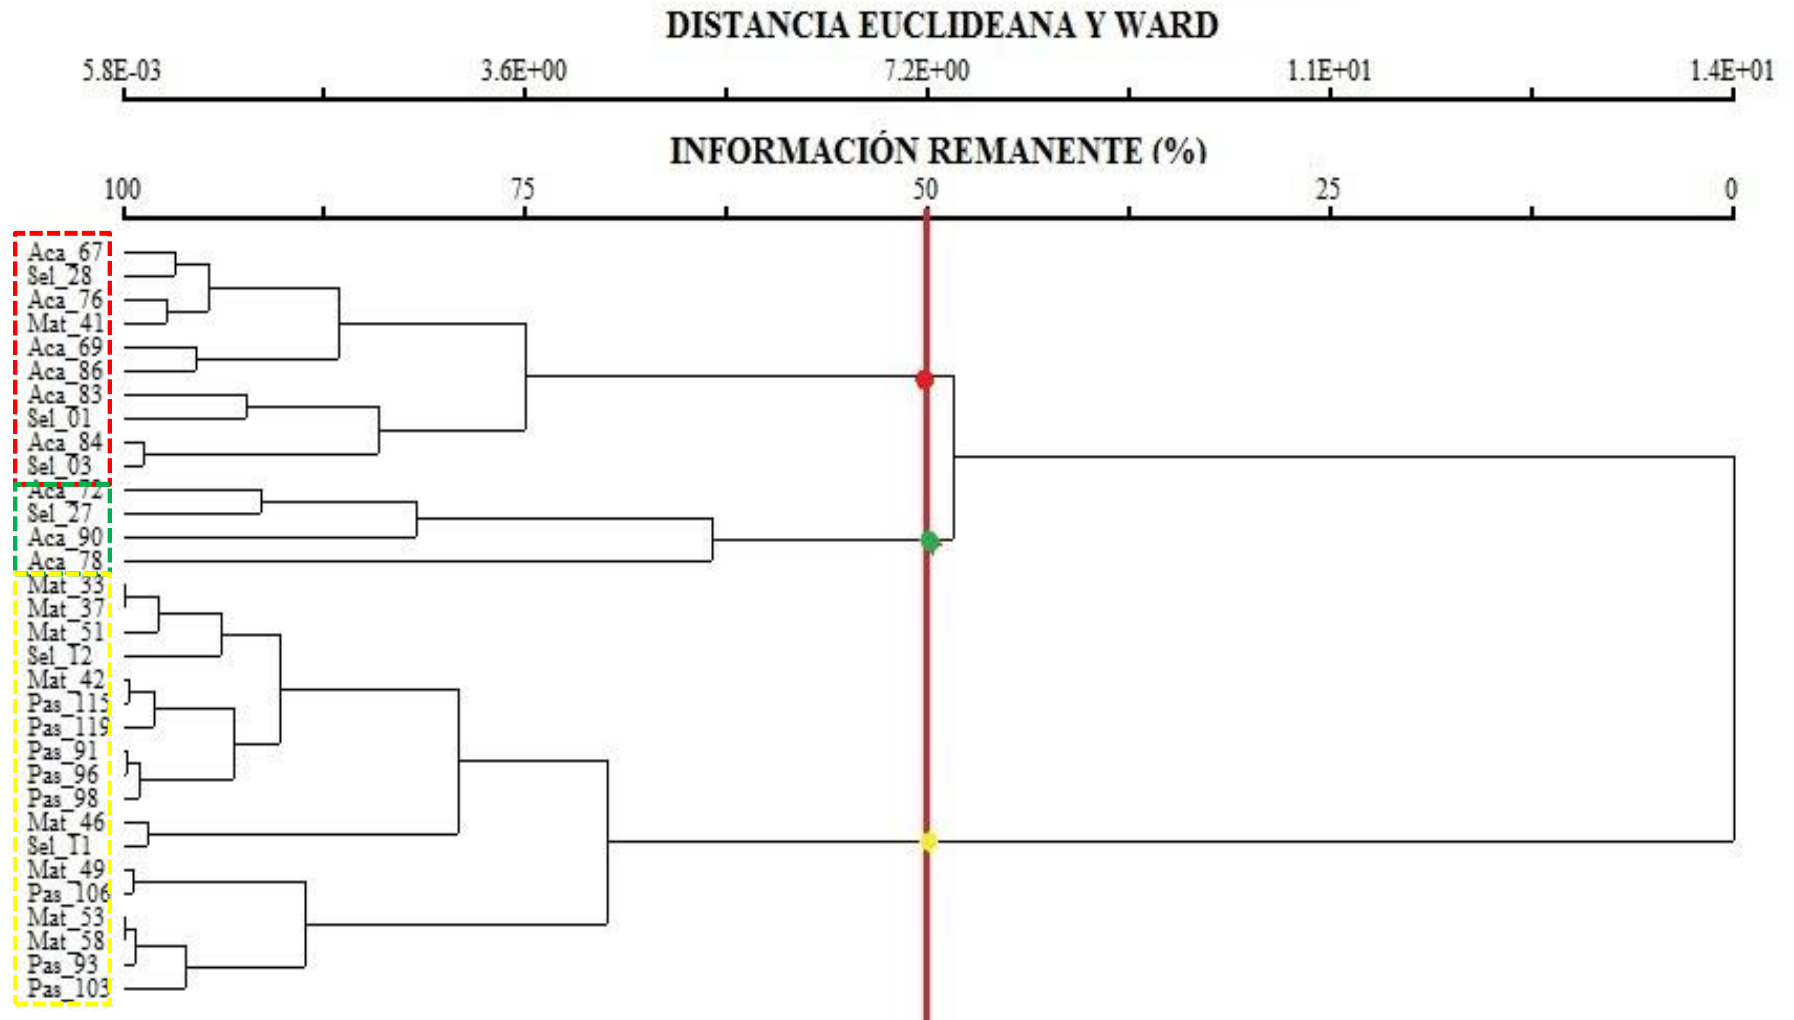 DISTANCIA EUCLIDEANA Y WARD
5.8E-03 3.6E+00 7.2E+00 1.1E+01 1.4E+01
INFORMACIÓN REMANENTE (%)
100 75 50 25 0
Aca_67
Sel_28
Aca_76
Mat_41
Aca_69
Aca_86
Aca_83
Sel_01
Aca_84
Sel_03
Aca_72
Sel_27
Aca_90
Aca_78
Mat_33
Mat_37
Mat_51
Sel_12
Mat_42
Pas_115
Pas_119
Pas_91
Pas_96
Pas_98
Mat_46
Sel_11
Mat_49
Pas_106
Mat_53
Mat_58
Pas_93
Pas_103